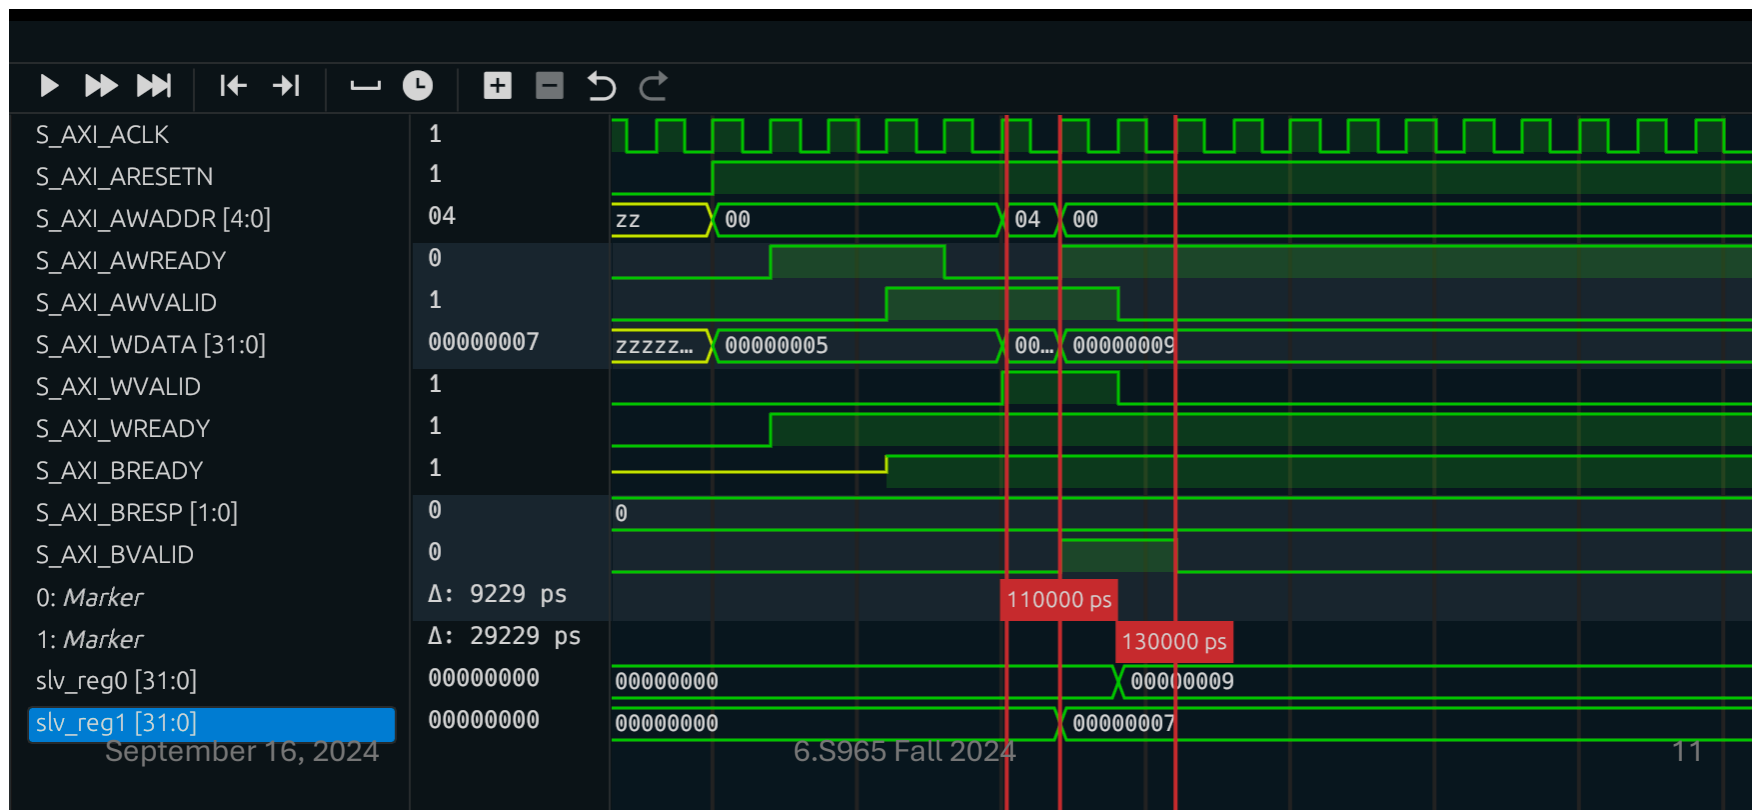 S_AXI_ACLK 1
S_AXI_ARESETN 1
S_AXI_AWADDR [4:0] 04 zz 00 04 00
S_AXI_AWREADY 0
S_AXI_AWVALID 1
S_AXI_WDATA [31:0] 00000007 zzzzz... 00000005 00... 00000009
S_AXI_WVALID 1
S_AXI_WREADY 1
S_AXI_BREADY 1
S_AXI_BRESP [1:0] 0 0
S_AXI_BVALID 0
0: Marker Δ: 9229 ps 110000 ps
1: Marker Δ: 29229 ps 130000 ps
slv_reg0 [31:0] 00000000 00000000 00000009
slv_reg1 [31:0] 00000000 00000000 00000007
September 16, 2024 6.S965 Fall 2024 11